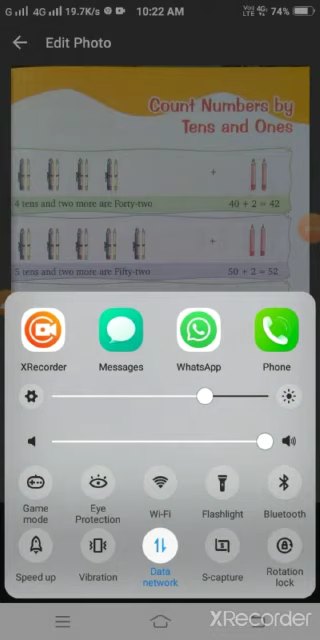 G 4G 19.7K/s 10:22 AM VoLTE 4G 74%
Edit Photo
Count Numbers by
Tens and Ones
+
4 tens and two more are Forty-two 40 + 2 = 42
+
5 tens and two more are Fifty-two 50 + 2 = 52
XRecorder Messages WhatsApp Phone
Game mode Eye Protection Wi-Fi Flashlight Bluetooth
Speed up Vibration Data network S-capture Rotation lock
XRecorder